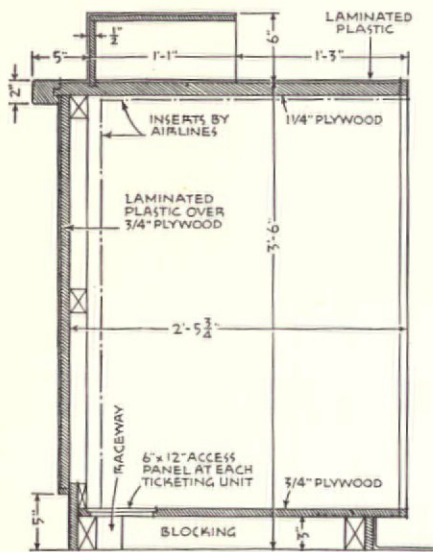 LAMINATED
PLASTIC
6"
1/2"
5"
1'-1"
1'-3"
2"
INSERTS BY
AIRLINES
1 1/4" PLYWOOD
LAMINATED
PLASTIC OVER
3/4" PLYWOOD
3'-6"
2'-5 3/4"
RACEWAY
6" x 12" ACCESS
PANEL AT EACH
TICKETING UNIT
3/4" PLYWOOD
5"
BLOCKING
3"